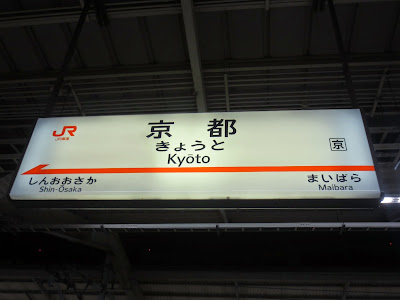 JR
JR東海
京都
京
きょうと
Kyōto
しんおおさか
Shin-Ōsaka
まいばら
Maibara